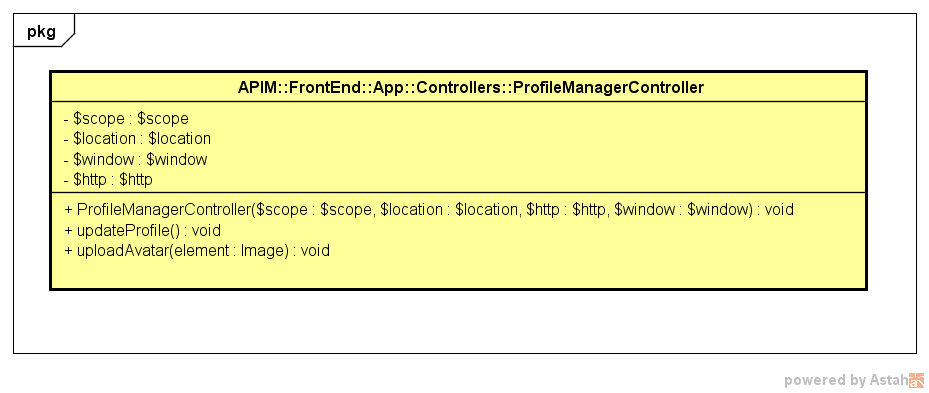 pkg
APIM::FrontEnd::App::Controllers::ProfileManagerController
- $scope : $scope
- $location : $location
- $window : $window
- $http : $http
+ ProfileManagerController($scope : $scope, $location : $location, $http : $http, $window : $window) : void
+ updateProfile() : void
+ uploadAvatar(element : Image) : void
powered by Astah